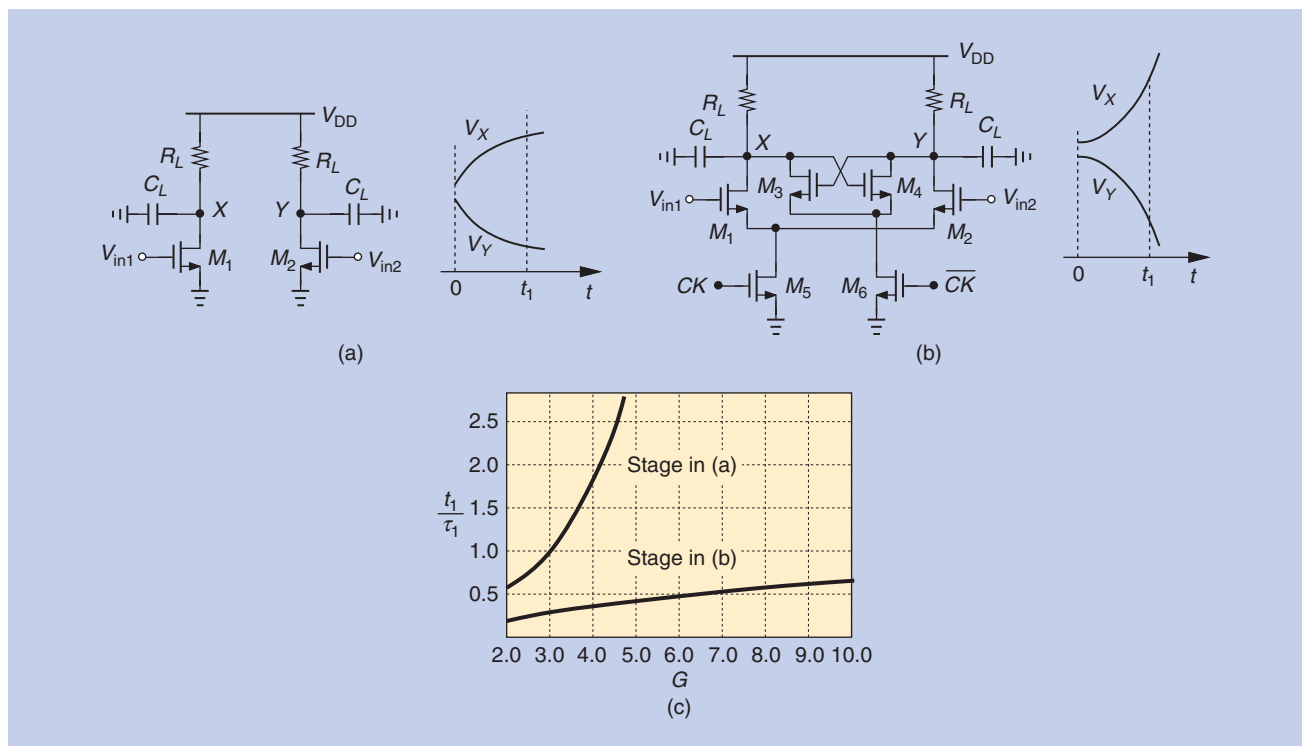 V_DD
R_L
R_L
C_L
C_L
X
Y
V_in1
M_1
M_2
V_in2
V_X
V_Y
0
t_1
t
(a)
V_DD
R_L
R_L
C_L
C_L
X
Y
M_3
M_4
V_in1
V_in2
M_1
M_2
CK
M_5
M_6
\overline{CK}
V_X
V_Y
0
t_1
t
(b)
2.5
2.0
1.5
1.0
0.5
t_1/τ_1
Stage in (a)
Stage in (b)
2.0 3.0 4.0 5.0 6.0 7.0 8.0 9.0 10.0
G
(c)